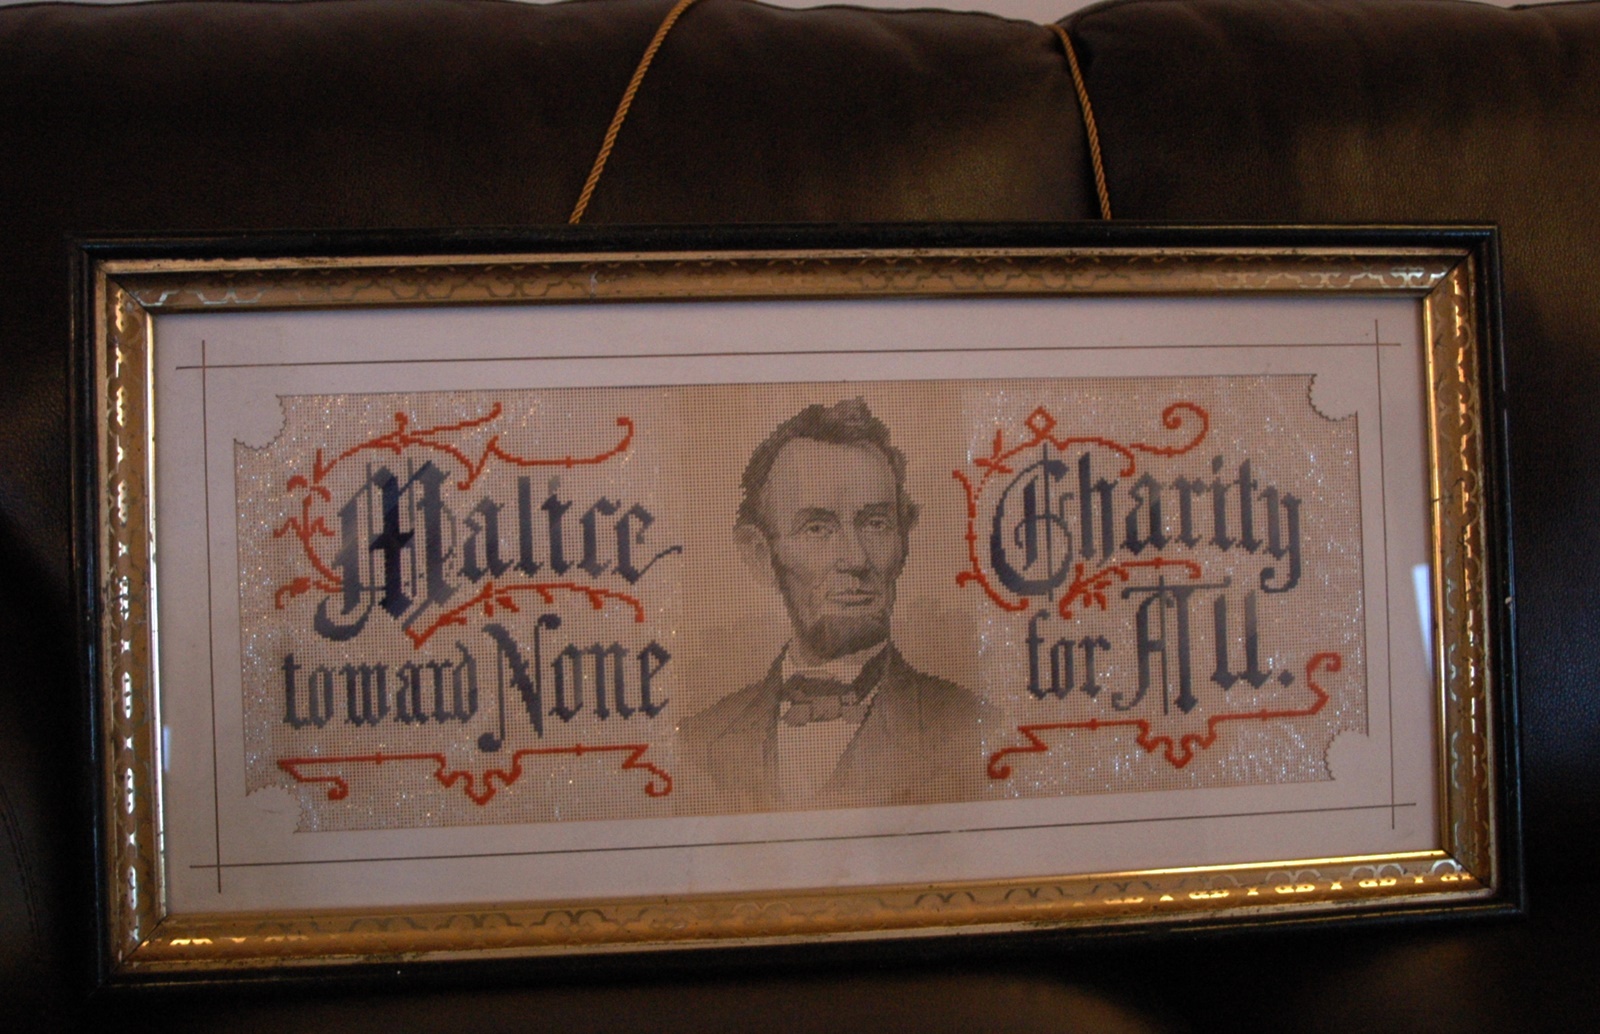 Malice
toward None
Charity
for All.